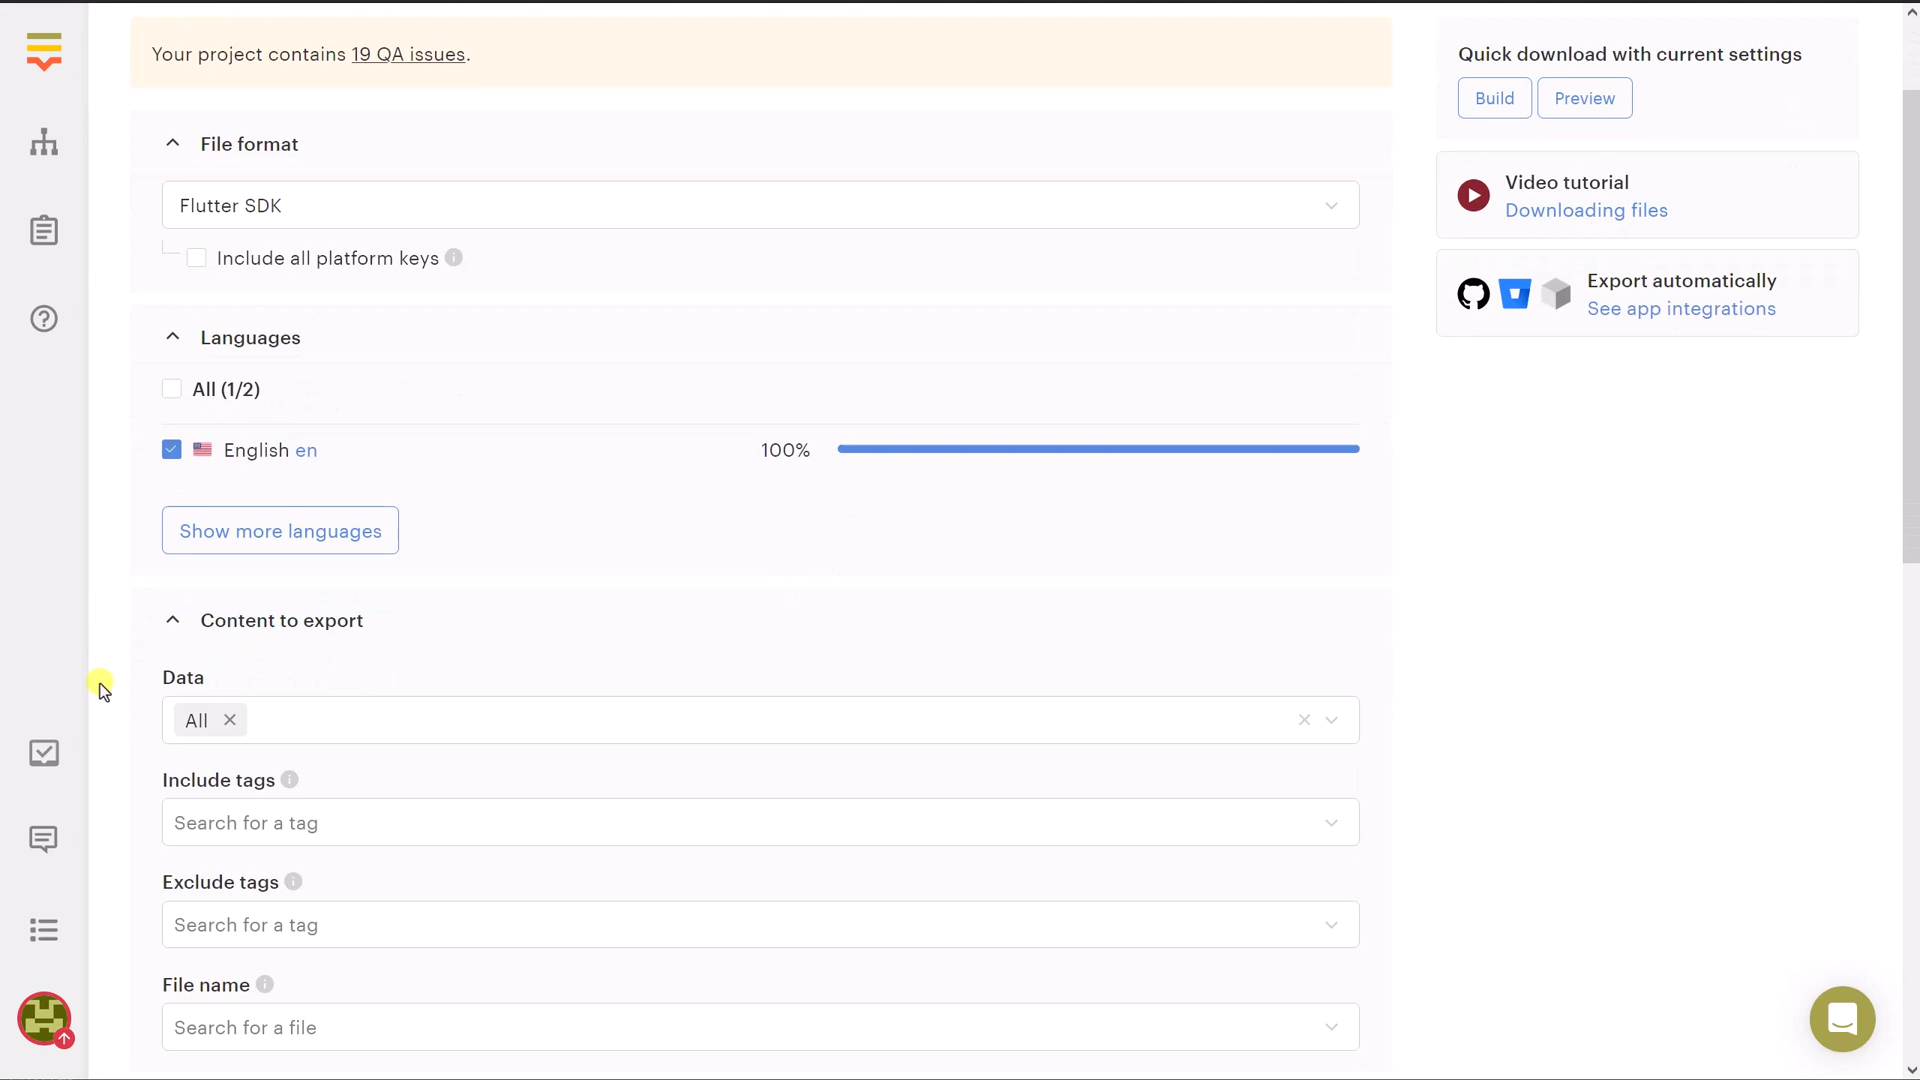 Your project contains 19 QA issues.
File format
Flutter SDK
Include all platform keys
Languages
All (1/2)
English en 100%
Show more languages
Content to export
Data
All
Include tags
Search for a tag
Exclude tags
Search for a tag
File name
Search for a file
Quick download with current settings
Build Preview
Video tutorial
Downloading files
Export automatically
See app integrations